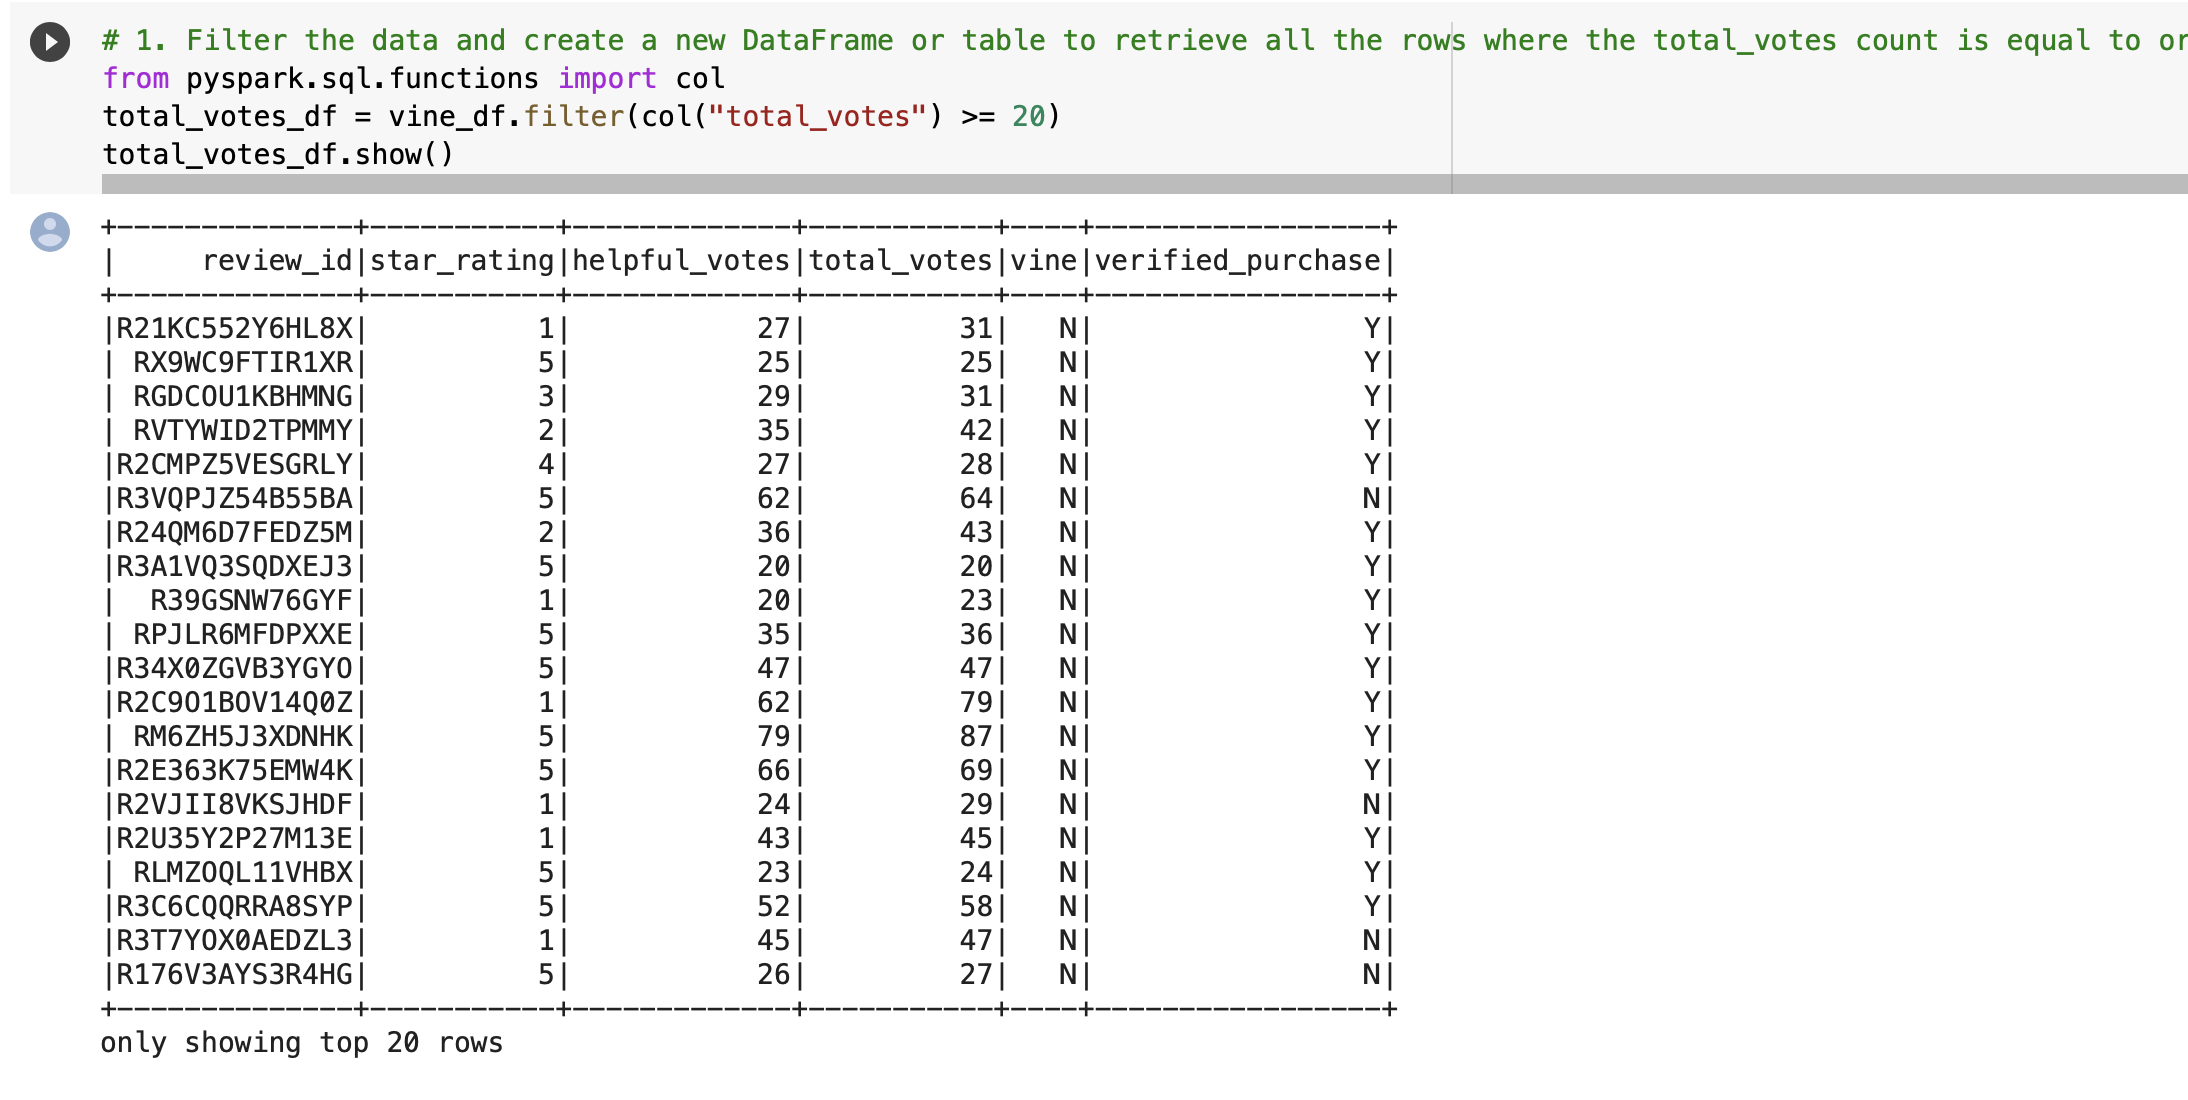 # 1. Filter the data and create a new DataFrame or table to retrieve all the rows where the total_votes count is equal to or
from pyspark.sql.functions import col
total_votes_df = vine_df.filter(col("total_votes") >= 20)
total_votes_df.show()
+--------------+-----------+-------------+-----------+----+-----------------+
|     review_id|star_rating|helpful_votes|total_votes|vine|verified_purchase|
+--------------+-----------+-------------+-----------+----+-----------------+
|R21KC552Y6HL8X|          1|           27|         31|   N|                Y|
| RX9WC9FTIR1XR|          5|           25|         25|   N|                Y|
| RGDCOU1KBHMNG|          3|           29|         31|   N|                Y|
| RVTYWID2TPMMY|          2|           35|         42|   N|                Y|
|R2CMPZ5VESGRLY|          4|           27|         28|   N|                Y|
|R3VQPJZ54B55BA|          5|           62|         64|   N|                N|
|R24QM6D7FEDZ5M|          2|           36|         43|   N|                Y|
|R3A1VQ3SQDXEJ3|          5|           20|         20|   N|                Y|
|  R39GSNW76GYF|          1|           20|         23|   N|                Y|
| RPJLR6MFDPXXE|          5|           35|         36|   N|                Y|
|R34X0ZGVB3YGYO|          5|           47|         47|   N|                Y|
|R2C9O1BOV14Q0Z|          1|           62|         79|   N|                Y|
| RM6ZH5J3XDNHK|          5|           79|         87|   N|                Y|
|R2E363K75EMW4K|          5|           66|         69|   N|                Y|
|R2VJII8VKSJHDF|          1|           24|         29|   N|                N|
|R2U35Y2P27M13E|          1|           43|         45|   N|                Y|
| RLMZOQL11VHBX|          5|           23|         24|   N|                Y|
|R3C6CQQRRA8SYP|          5|           52|         58|   N|                Y|
|R3T7YOX0AEDZL3|          1|           45|         47|   N|                N|
|R176V3AYS3R4HG|          5|           26|         27|   N|                N|
+--------------+-----------+-------------+-----------+----+-----------------+
only showing top 20 rows